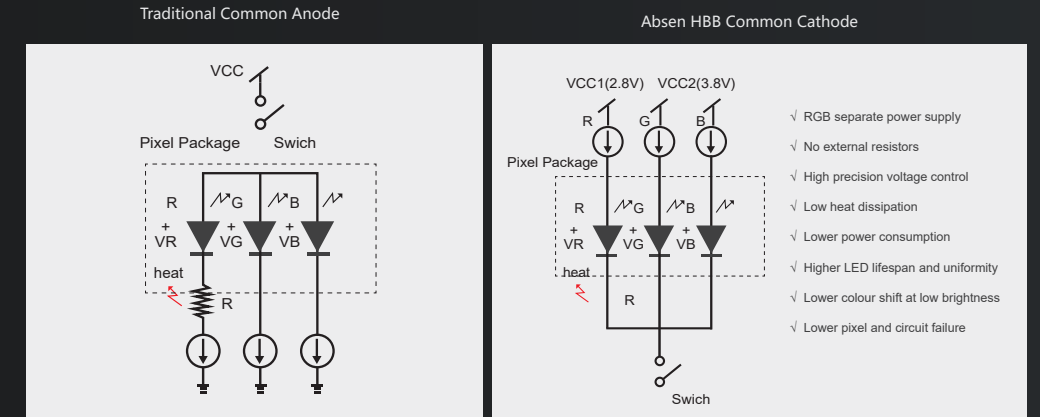 Traditional Common Anode
VCC
Pixel Package Swich
R G B
+ + +
VR VG VB
heat
R
Absen HBB Common Cathode
VCC1(2.8V) VCC2(3.8V)
R G B
Pixel Package
R G B
+ + +
VR VG VB
heat
R
Swich
√ RGB separate power supply
√ No external resistors
√ High precision voltage control
√ Low heat dissipation
√ Lower power consumption
√ Higher LED lifespan and uniformity
√ Lower colour shift at low brightness
√ Lower pixel and circuit failure